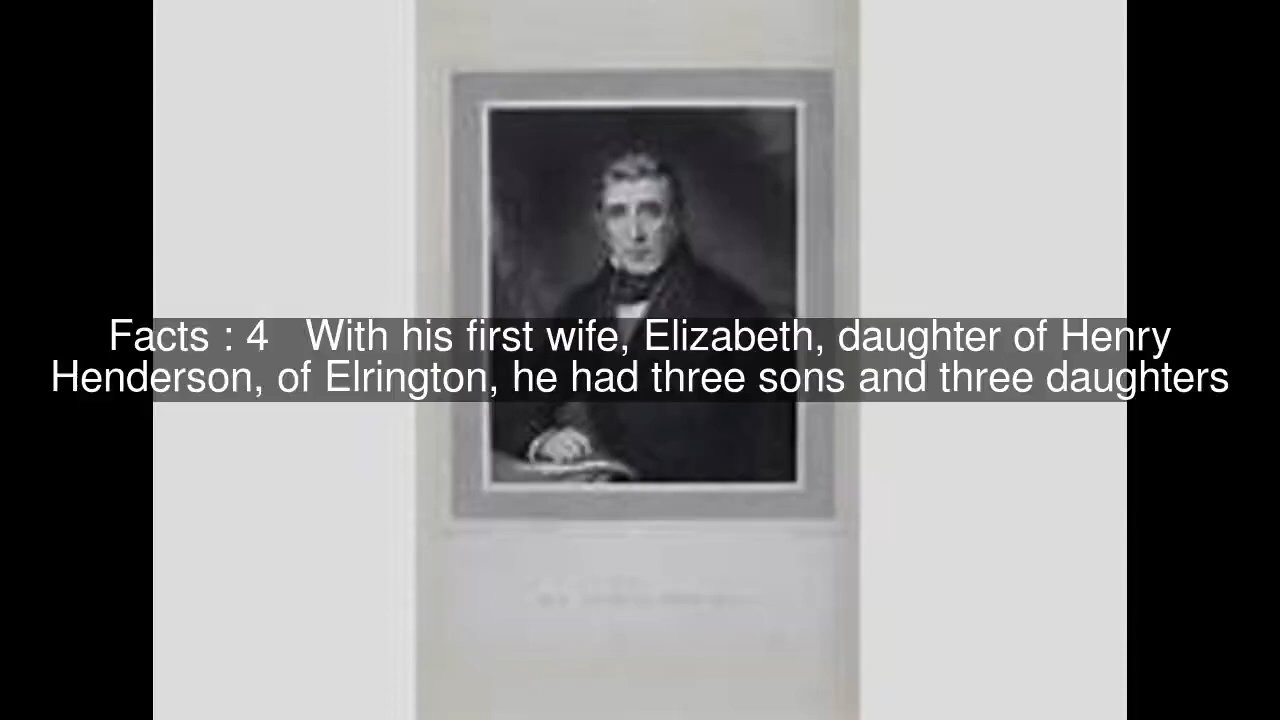 Facts : 4   With his first wife, Elizabeth, daughter of Henry
Henderson, of Elrington, he had three sons and three daughters